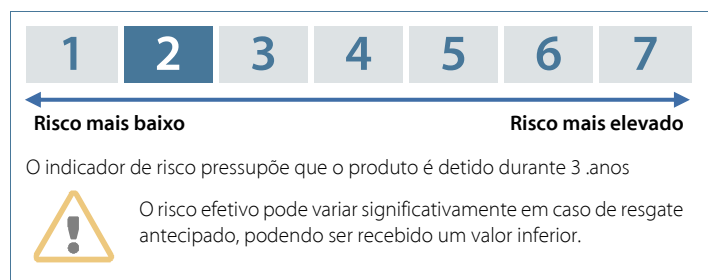 1 2 3 4 5 6 7
Risco mais baixo Risco mais elevado
O indicador de risco pressupõe que o produto é detido durante 3 .anos
O risco efetivo pode variar significativamente em caso de resgate
antecipado, podendo ser recebido um valor inferior.